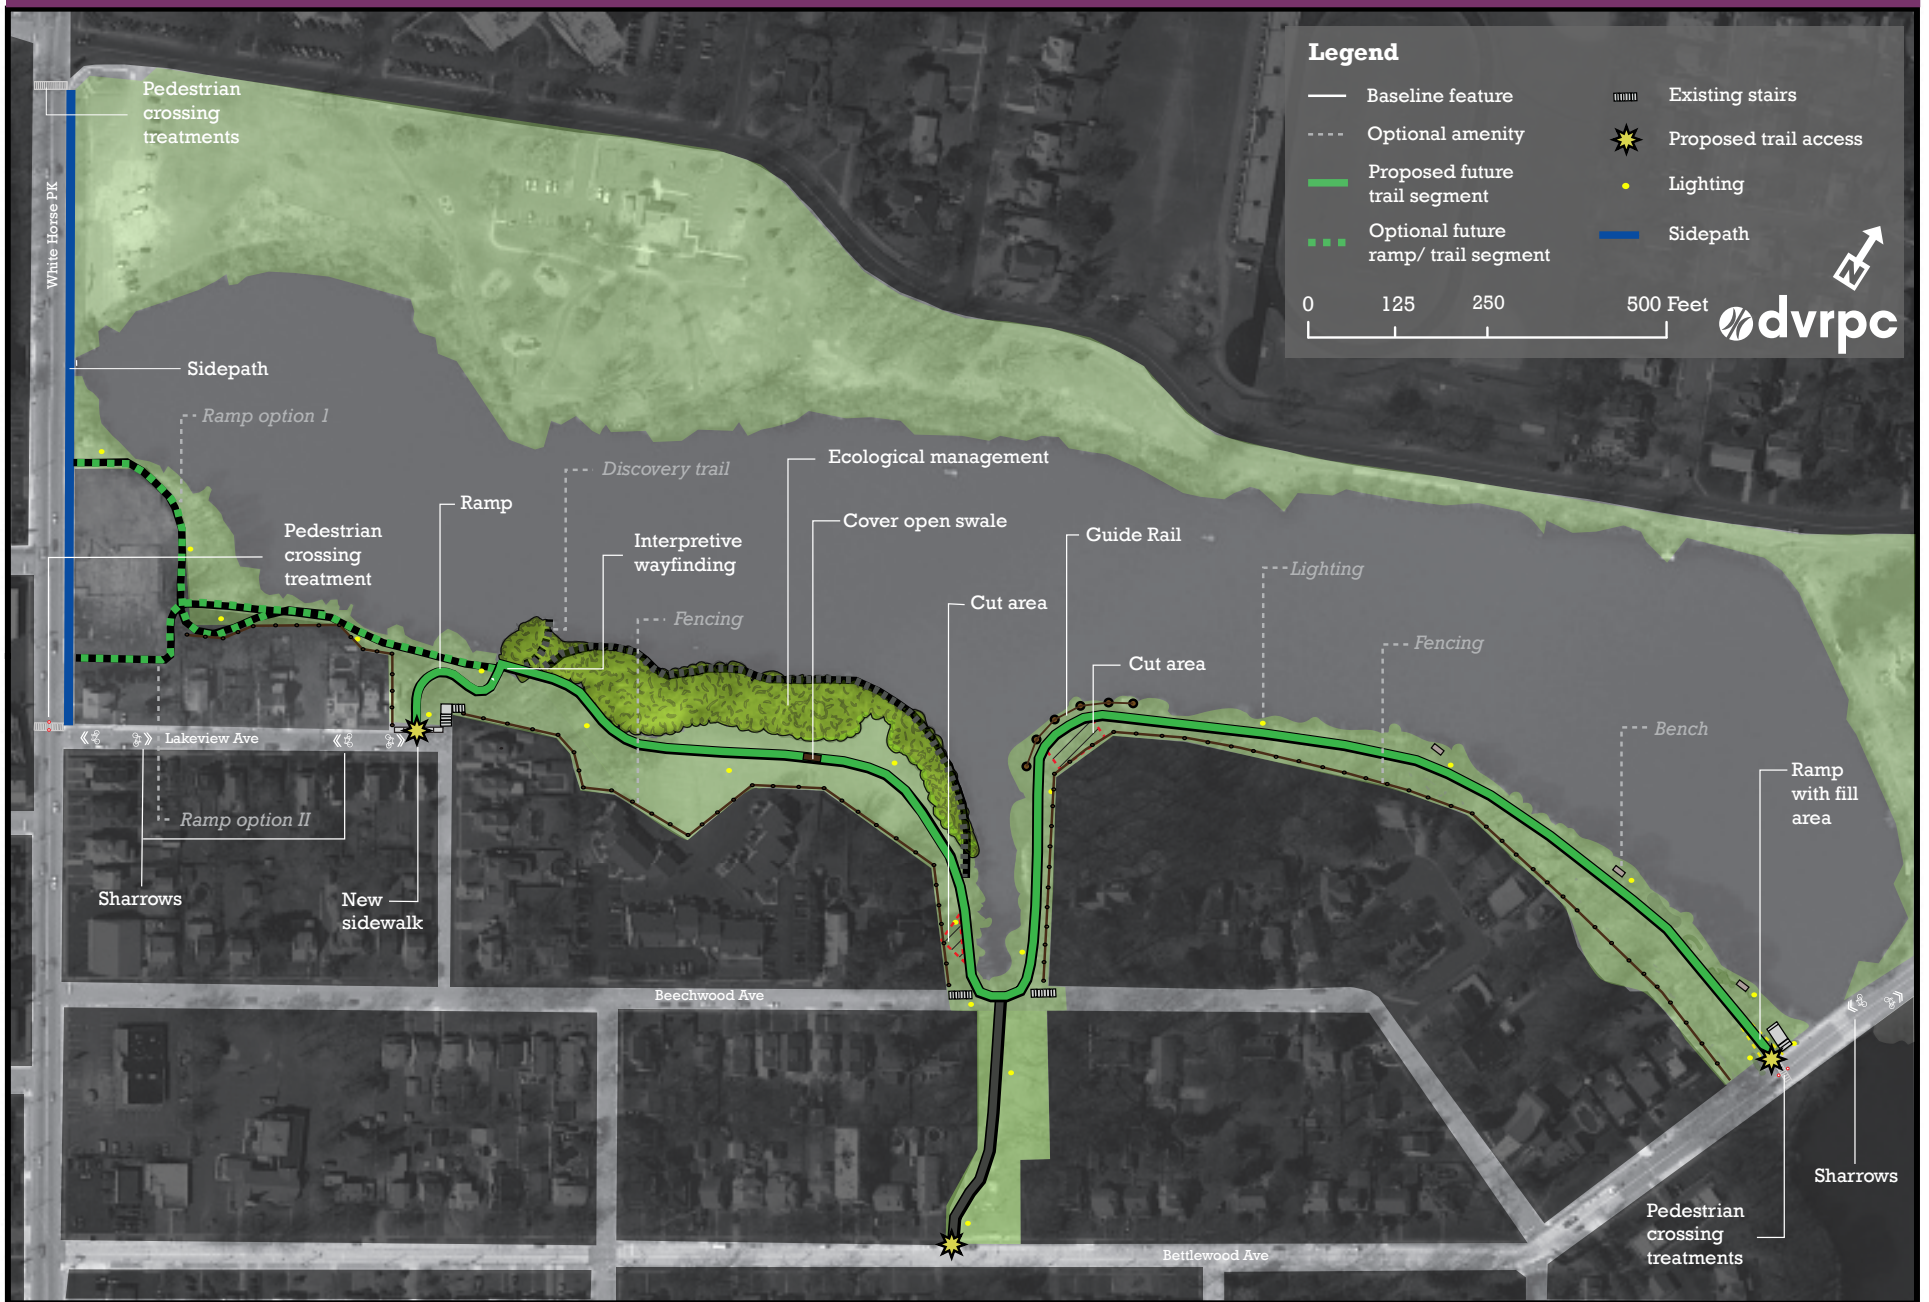 Legend
Baseline feature
Optional amenity
Proposed future
trail segment
Optional future
ramp/ trail segment
Existing stairs
Proposed trail access
Lighting
Sidepath
N
0 125 250 500 Feet
dvrpc
Pedestrian
crossing
treatments
White Horse PK
Sidepath
Ramp option 1
Discovery trail
Ecological management
Ramp
Cover open swale
Pedestrian
crossing
treatment
Interpretive
wayfinding
Guide Rail
Lighting
Cut area
Fencing
Fencing
Cut area
Bench
Lakeview Ave
Ramp
with fill
area
Ramp option II
Sharrows
New
sidewalk
Beechwood Ave
Sharrows
Pedestrian
crossing
treatments
Bettlewood Ave